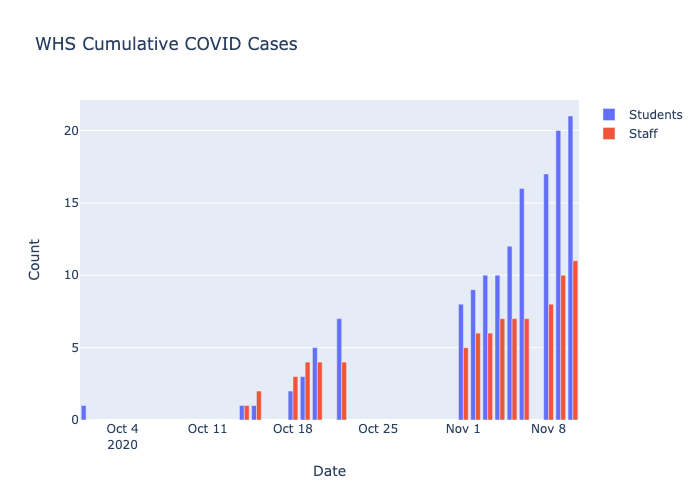 WHS Cumulative COVID Cases
Students
Staff
20
15
10
5
0
Count
Oct 4
2020
Oct 11
Oct 18
Oct 25
Nov 1
Nov 8
Date